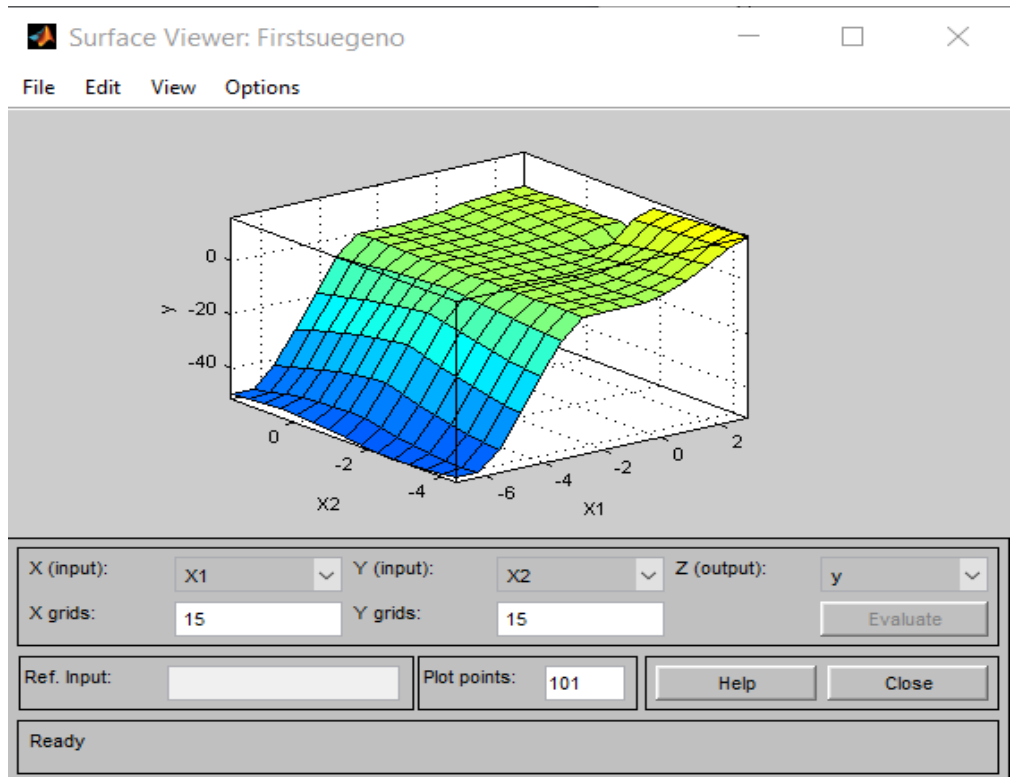 Surface Viewer: Firstsuegeno
File Edit View Options
0
-20
-40
y
0
-2
-4
X2
-6
-4
-2
0
2
X1
X (input): X1 Y (input): X2 Z (output): y
X grids: 15 Y grids: 15 Evaluate
Ref. Input: Plot points: 101 Help Close
Ready